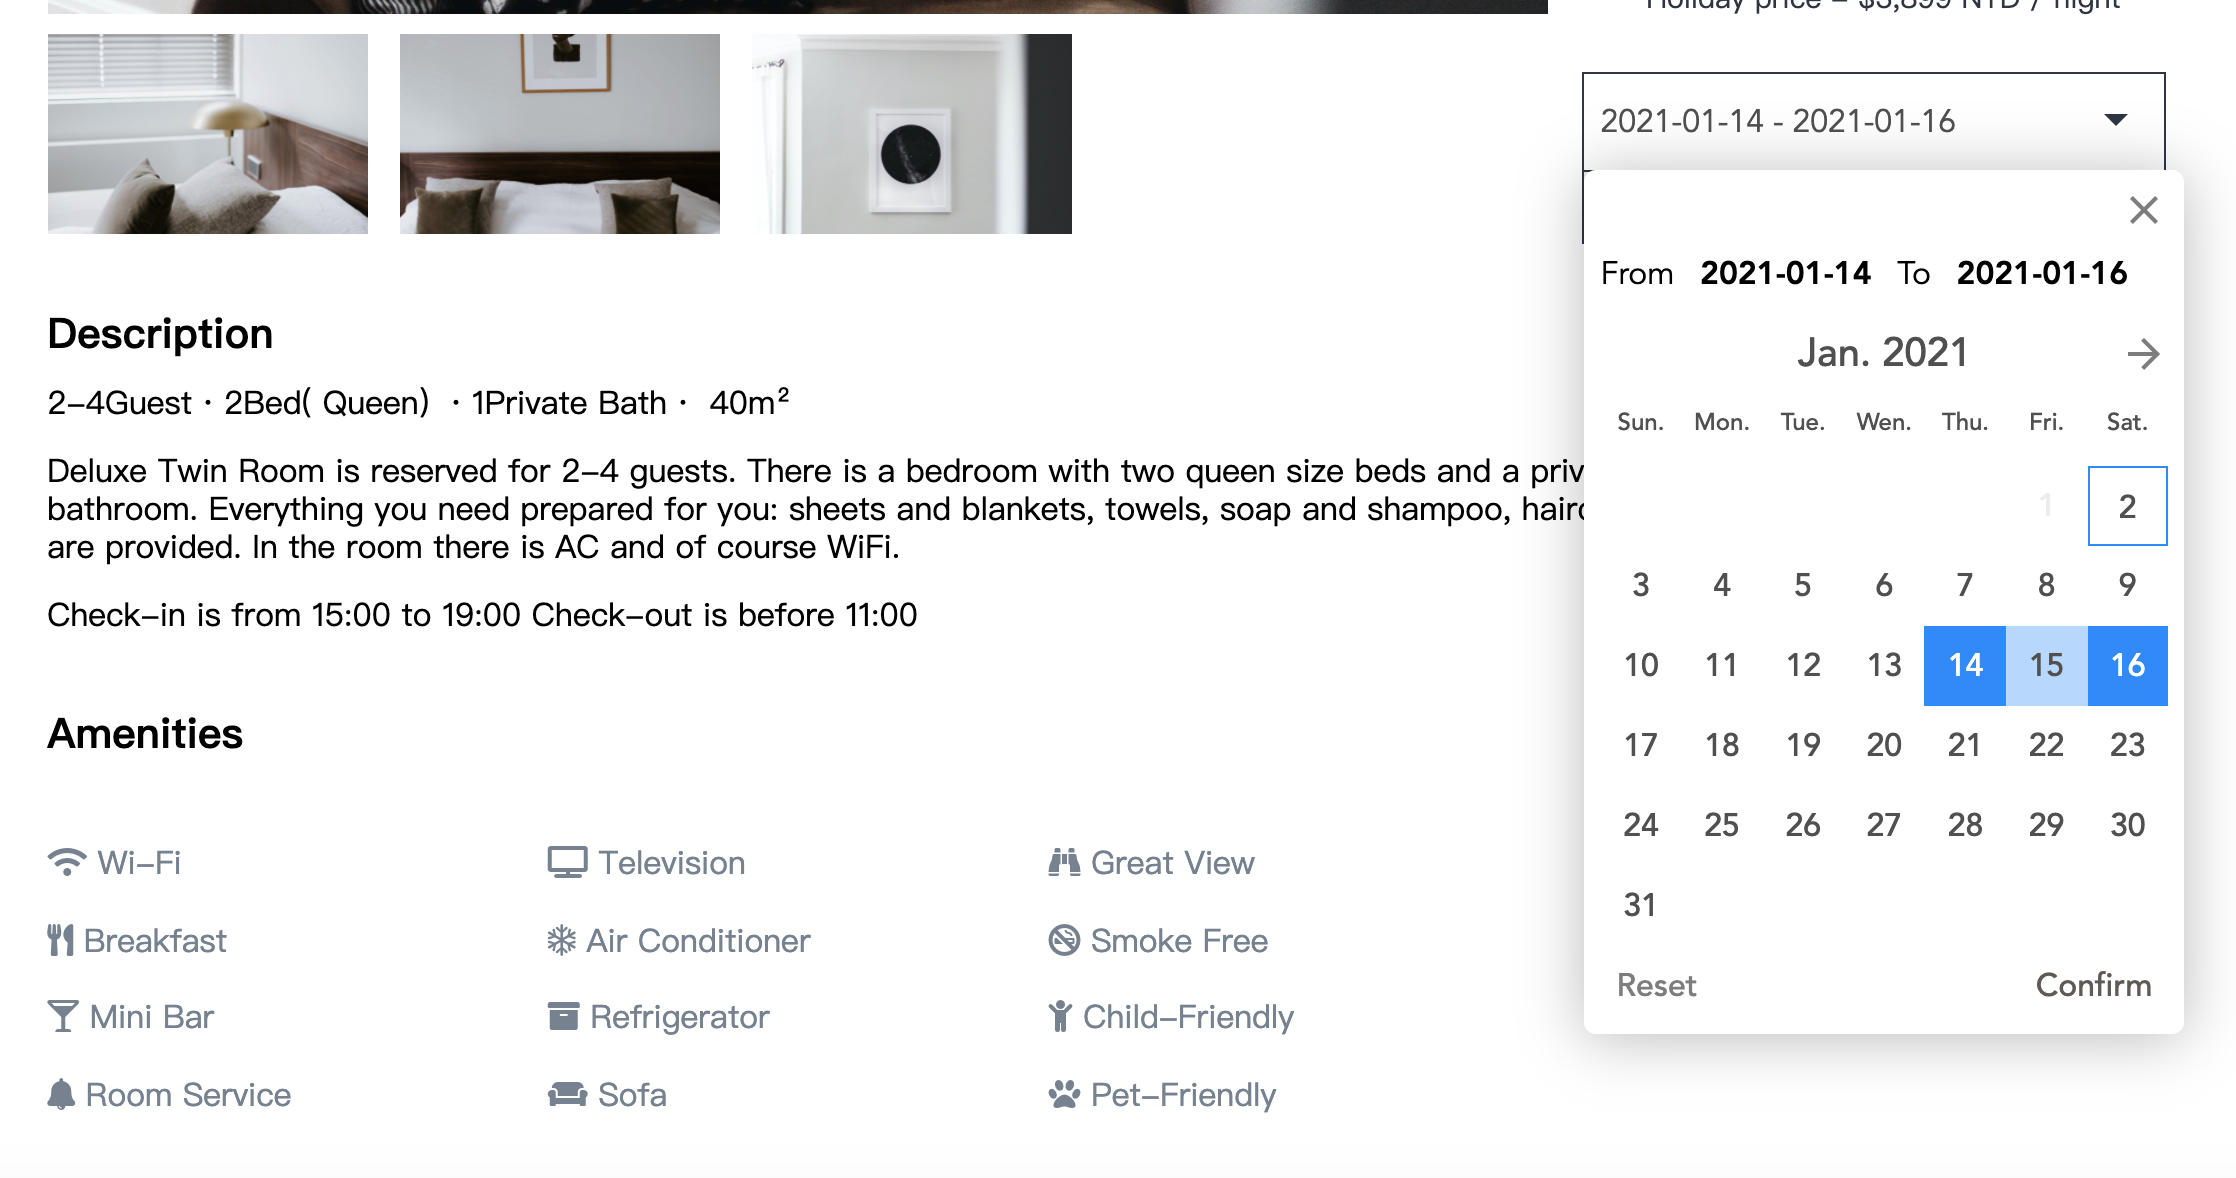 Holiday price = $3,899 NTD / night
2021-01-14 - 2021-01-16
From 2021-01-14 To 2021-01-16
Jan. 2021
Sun. Mon. Tue. Wen. Thu. Fri. Sat.
1 2
3 4 5 6 7 8 9
10 11 12 13 14 15 16
17 18 19 20 21 22 23
24 25 26 27 28 29 30
31
Reset Confirm
Description
2-4Guest · 2Bed( Queen) · 1Private Bath · 40m²
Deluxe Twin Room is reserved for 2-4 guests. There is a bedroom with two queen size beds and a priv
bathroom. Everything you need prepared for you: sheets and blankets, towels, soap and shampoo,
are provided. In the room there is AC and of course WiFi.
Check-in is from 15:00 to 19:00 Check-out is before 11:00
Amenities
Wi-Fi Television Great View
Breakfast Air Conditioner Smoke Free
Mini Bar Refrigerator Child-Friendly
Room Service Sofa Pet-Friendly